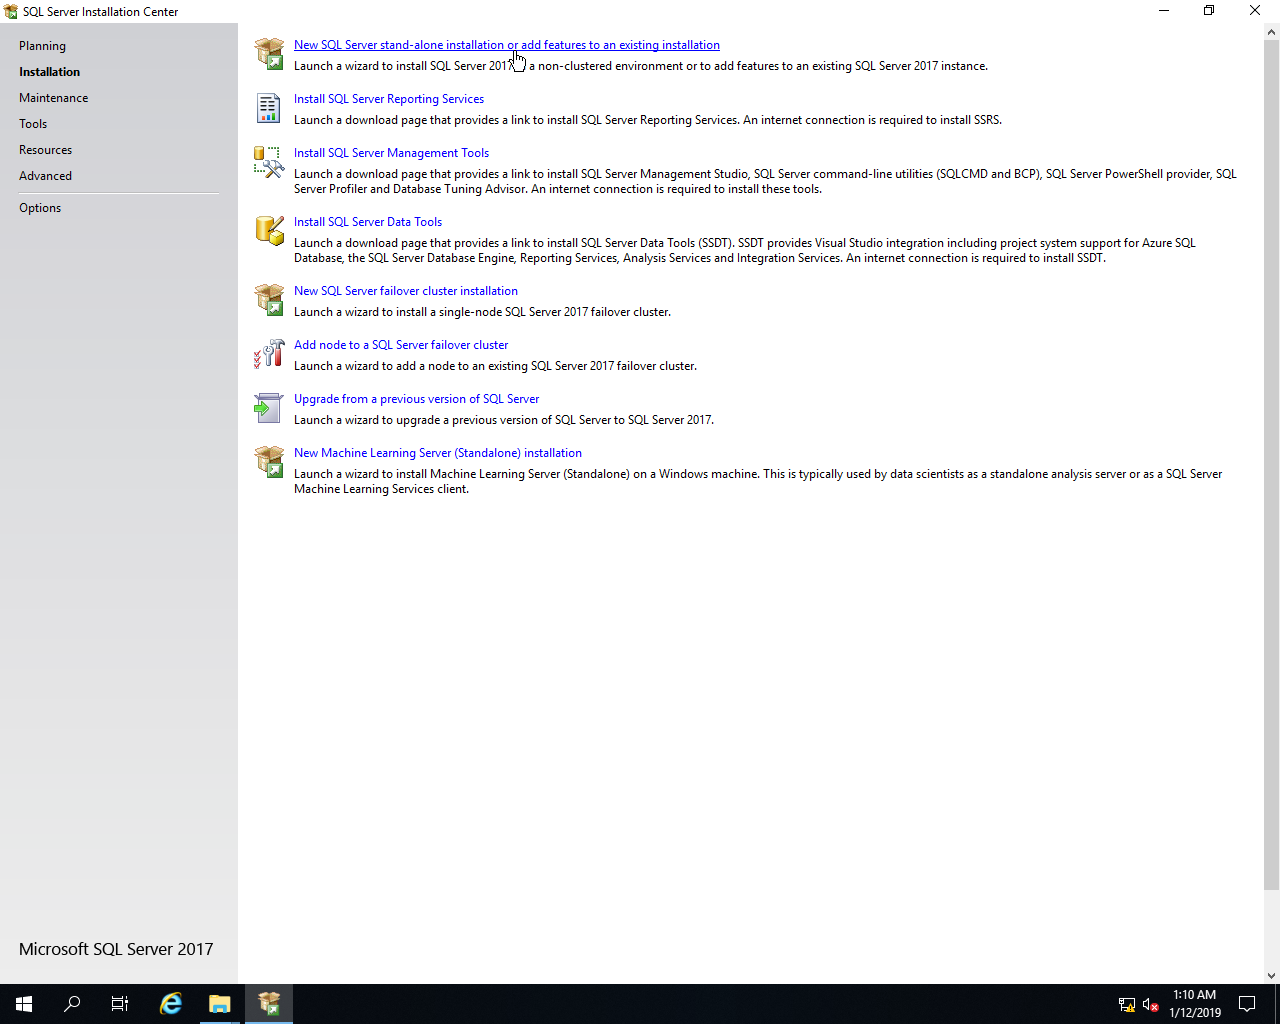 SQL Server Installation Center
Planning
Installation
Maintenance
Tools
Resources
Advanced
Options
New SQL Server stand-alone installation or add features to an existing installation
Launch a wizard to install SQL Server 2017 a non-clustered environment or to add features to an existing SQL Server 2017 instance.
Install SQL Server Reporting Services
Launch a download page that provides a link to install SQL Server Reporting Services. An internet connection is required to install SSRS.
Install SQL Server Management Tools
Launch a download page that provides a link to install SQL Server Management Studio, SQL Server command-line utilities (SQLCMD and BCP), SQL Server PowerShell provider, SQL
Server Profiler and Database Tuning Advisor. An internet connection is required to install these tools.
Install SQL Server Data Tools
Launch a download page that provides a link to install SQL Server Data Tools (SSDT). SSDT provides Visual Studio integration including project system support for Azure SQL
Database, the SQL Server Database Engine, Reporting Services, Analysis Services and Integration Services. An internet connection is required to install SSDT.
New SQL Server failover cluster installation
Launch a wizard to install a single-node SQL Server 2017 failover cluster.
Add node to a SQL Server failover cluster
Launch a wizard to add a node to an existing SQL Server 2017 failover cluster.
Upgrade from a previous version of SQL Server
Launch a wizard to upgrade a previous version of SQL Server to SQL Server 2017.
New Machine Learning Server (Standalone) installation
Launch a wizard to install Machine Learning Server (Standalone) on a Windows machine. This is typically used by data scientists as a standalone analysis server or as a SQL Server
Machine Learning Services client.
Microsoft SQL Server 2017
1:10 AM
1/12/2019